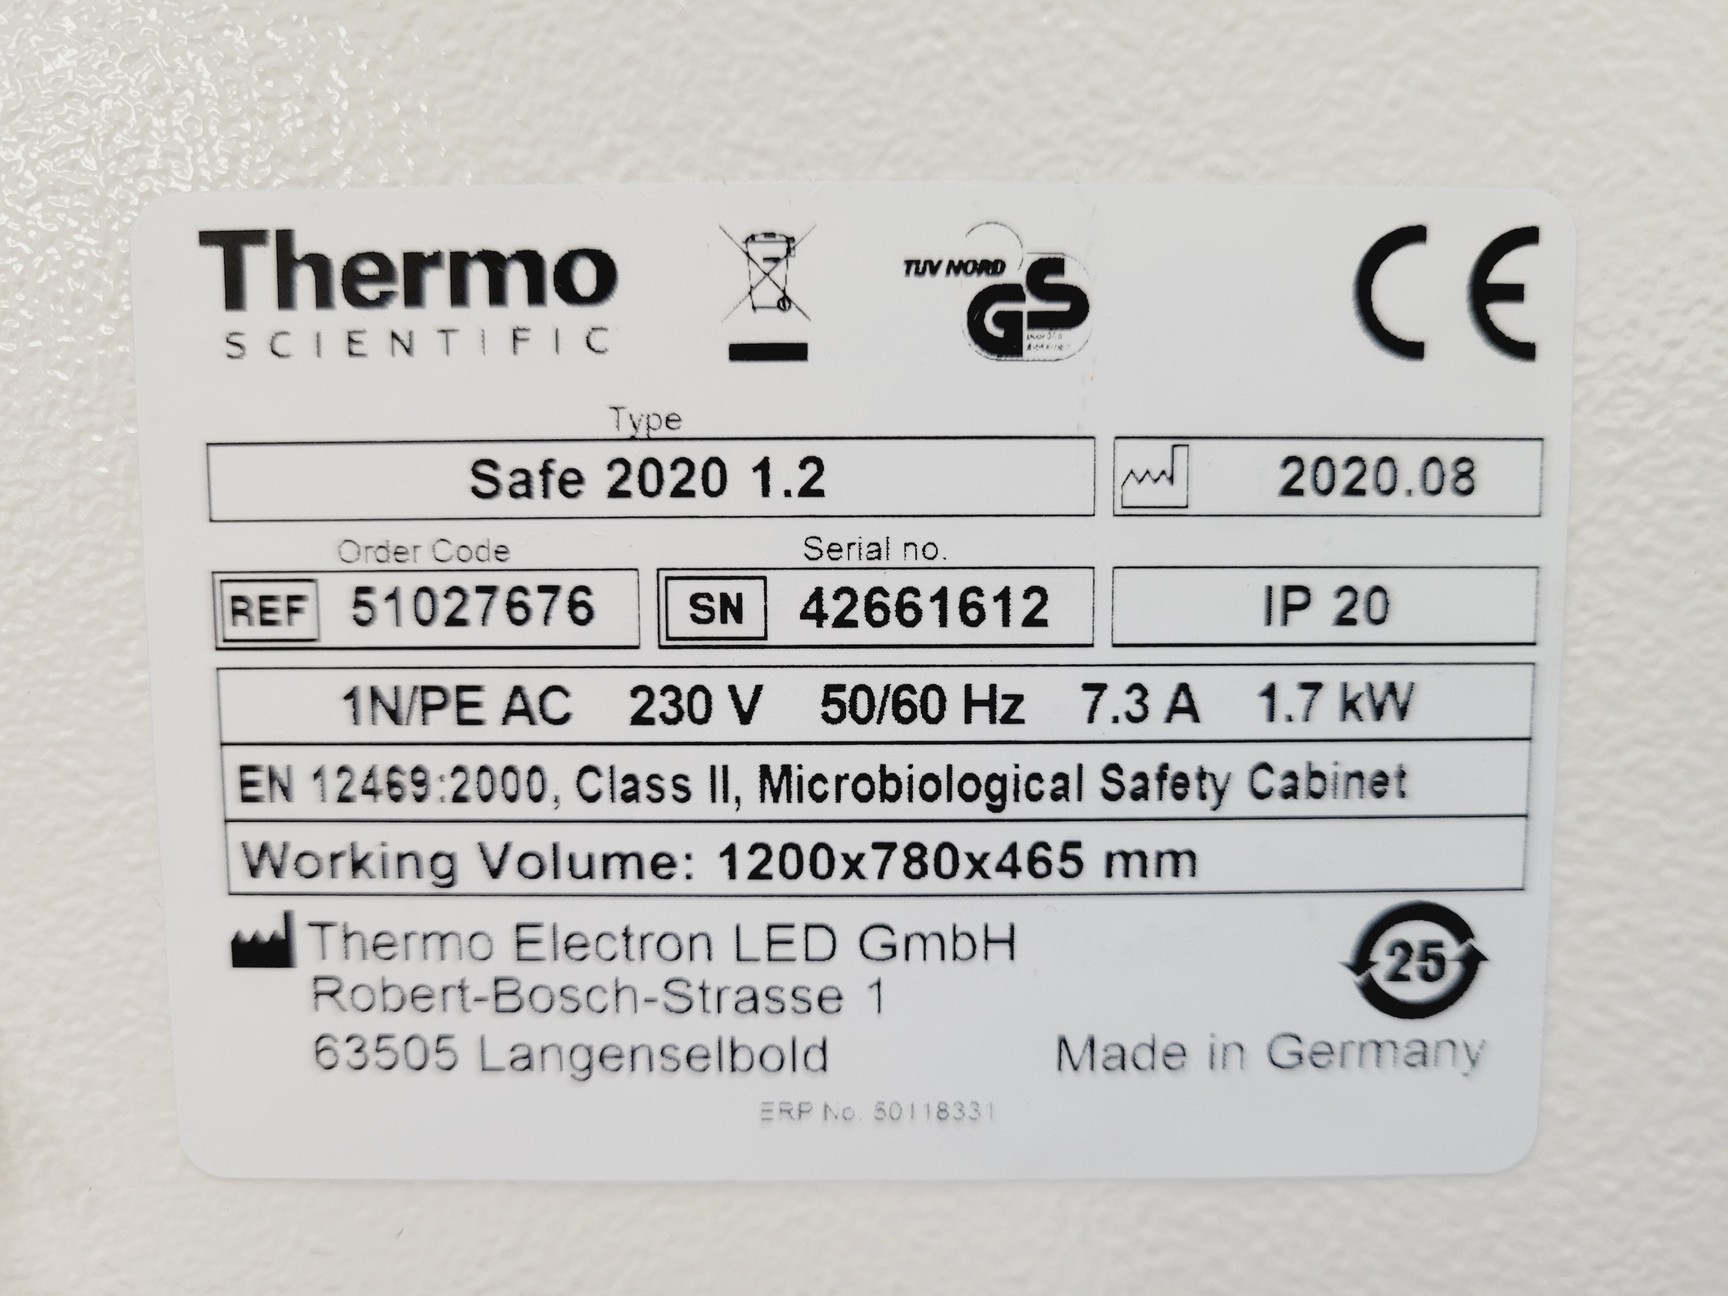 Thermo
SCIENTIFIC
TUV NORD
GS
CE
Type
Safe 2020 1.2
2020.08
Order Code
Serial no.
REF 51027676
SN 42661612
IP 20
1N/PE AC 230 V 50/60 Hz 7.3 A 1.7 kW
EN 12469:2000, Class II, Microbiological Safety Cabinet
Working Volume: 1200x780x465 mm
Thermo Electron LED GmbH
Robert-Bosch-Strasse 1
63505 Langenselbold
25
Made in Germany
ERP No. 50118331